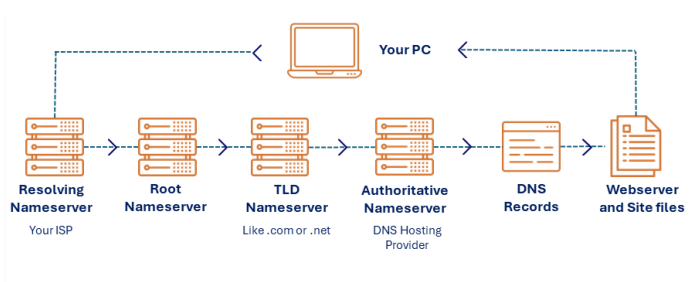 Your PC
Resolving
Nameserver
Your ISP
Root
Nameserver
TLD
Nameserver
Like .com or .net
Authoritative
Nameserver
DNS Hosting
Provider
DNS
Records
Webserver
and Site files